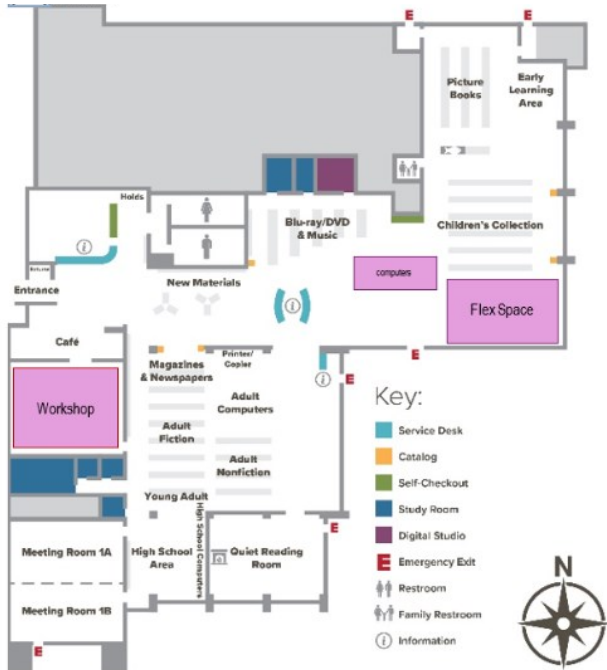 E
E
Picture
Books
Early
Learning
Area
Holds
Blu-ray/DVD
& Music
Children's Collection
Entrance
New Materials
computers
Flex Space
Café
Magazines
& Newspapers
Printer/
Copier
E
E
Adult
Computers
Workshop
Adult
Fiction
Adult
Nonfiction
Young Adult
High School Computers
E
Meeting Room 1A
High School
Area
Quiet Reading
Room
Meeting Room 1B
E
Key:
Service Desk
Catalog
Self-Checkout
Study Room
Digital Studio
E Emergency Exit
Restroom
Family Restroom
i Information
N